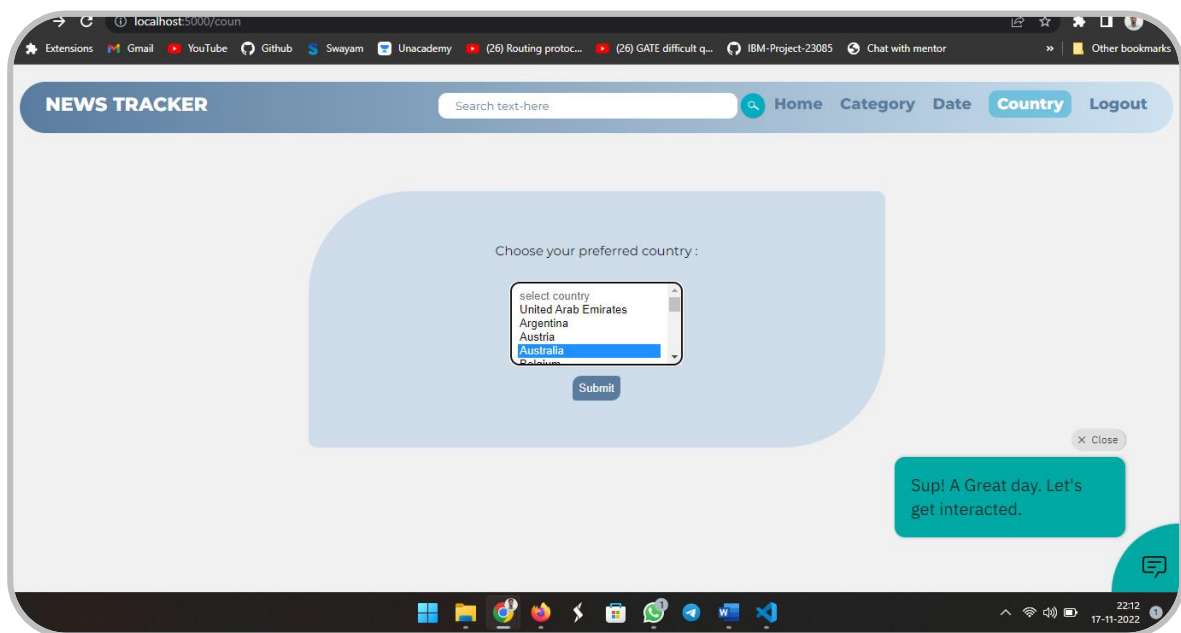 localhost:5000/coun
Extensions Gmail YouTube Github Swayam Unacademy (26) Routing protoc... (26) GATE difficult q... IBM-Project-23085 Chat with mentor » Other bookmarks
NEWS TRACKER Search text-here Home Category Date Country Logout
Choose your preferred country :
select country
United Arab Emirates
Argentina
Austria
Australia
Belgium
Submit
× Close
Sup! A Great day. Let's
get interacted.
22:12
17-11-2022 1